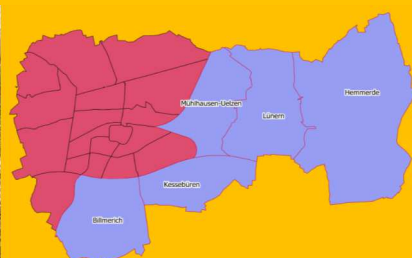 Hemmerde
Mühlhausen-Uelzen
Lünern
Kessebüren
Billmerich